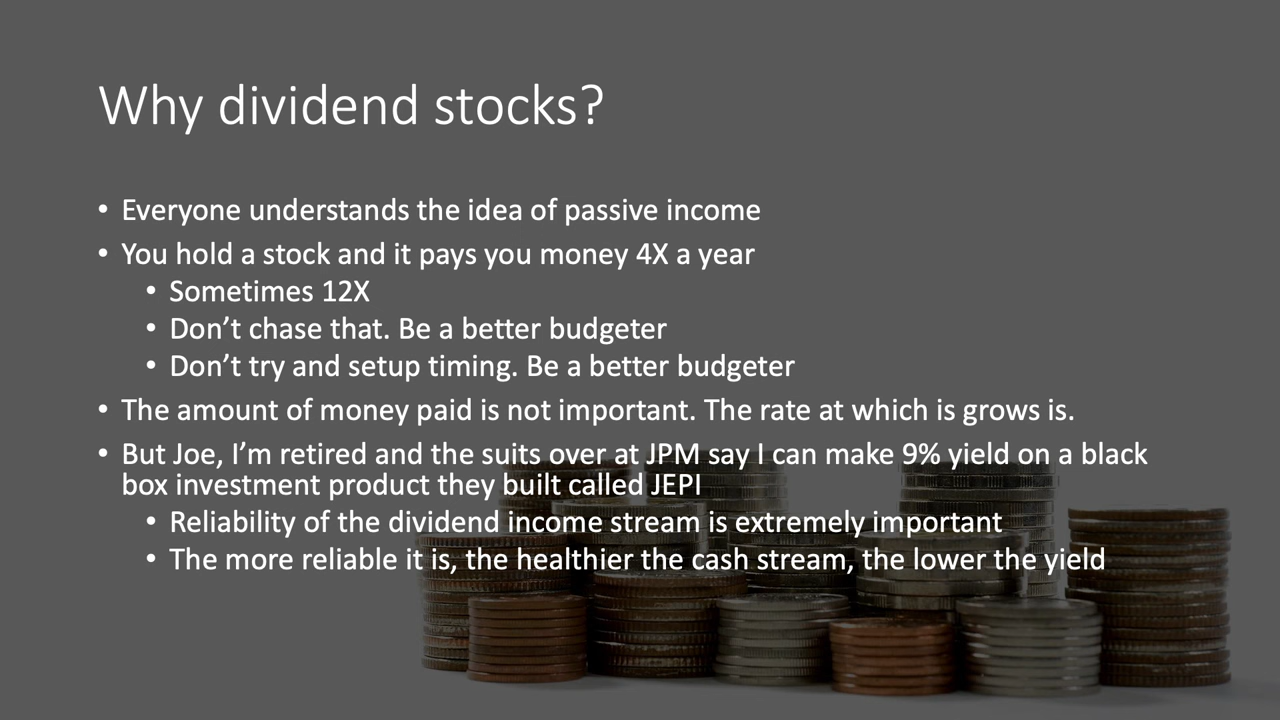 Why dividend stocks?
• Everyone understands the idea of passive income
• You hold a stock and it pays you money 4X a year
• Sometimes 12X
• Don’t chase that. Be a better budgeter
• Don’t try and setup timing. Be a better budgeter
• The amount of money paid is not important. The rate at which is grows is.
• But Joe, I’m retired and the suits over at JPM say I can make 9% yield on a black
box investment product they built called JEPI
• Reliability of the dividend income stream is extremely important
• The more reliable it is, the healthier the cash stream, the lower the yield